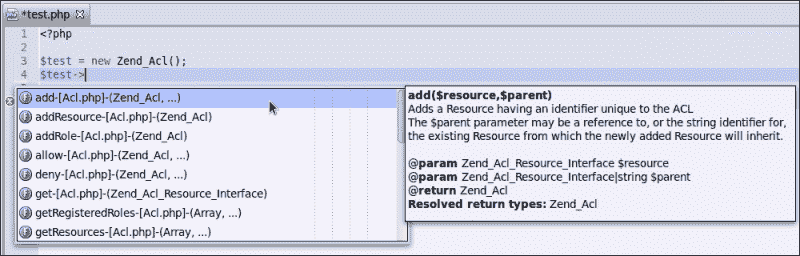 *test.php
1 <?php
2
3 $test = new Zend_Acl();
4 $test->
add-[Acl.php]-(Zend_Acl, ...)
addResource-[Acl.php]-(Zend_Acl)
addRole-[Acl.php]-(Zend_Acl)
allow-[Acl.php]-(Zend_Acl, ...)
deny-[Acl.php]-(Zend_Acl, ...)
get-[Acl.php]-(Zend_Acl_Resource_Interface)
getRegisteredRoles-[Acl.php]-(Array, ...)
getResources-[Acl.php]-(Array, ...)
add($resource,$parent)
Adds a Resource having an identifier unique to the ACL
The $parent parameter may be a reference to, or the string identifier for,
the existing Resource from which the newly added Resource will inherit.
@param Zend_Acl_Resource_Interface $resource
@param Zend_Acl_Resource_Interface|string $parent
@return Zend_Acl
Resolved return types: Zend_Acl